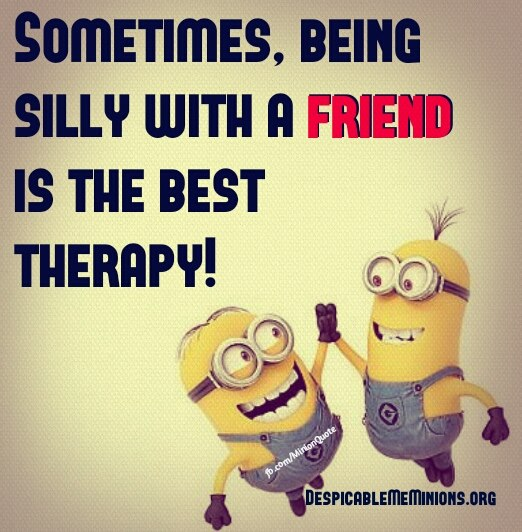 Sometimes, being
silly with a friend
is the best
therapy!
fb.com/MinionQuote
DespicableMeMinions.org